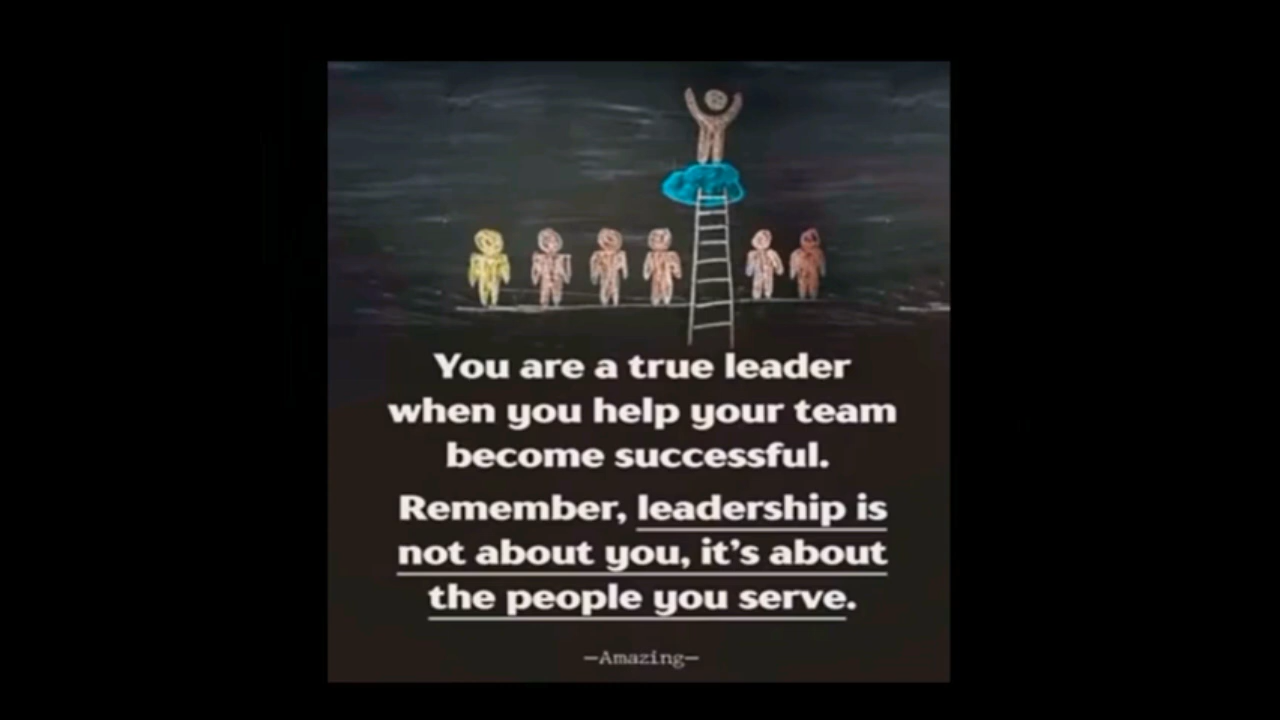 You are a true leader
when you help your team
become successful.
Remember, leadership is
not about you, it's about
the people you serve.
—Amazing—